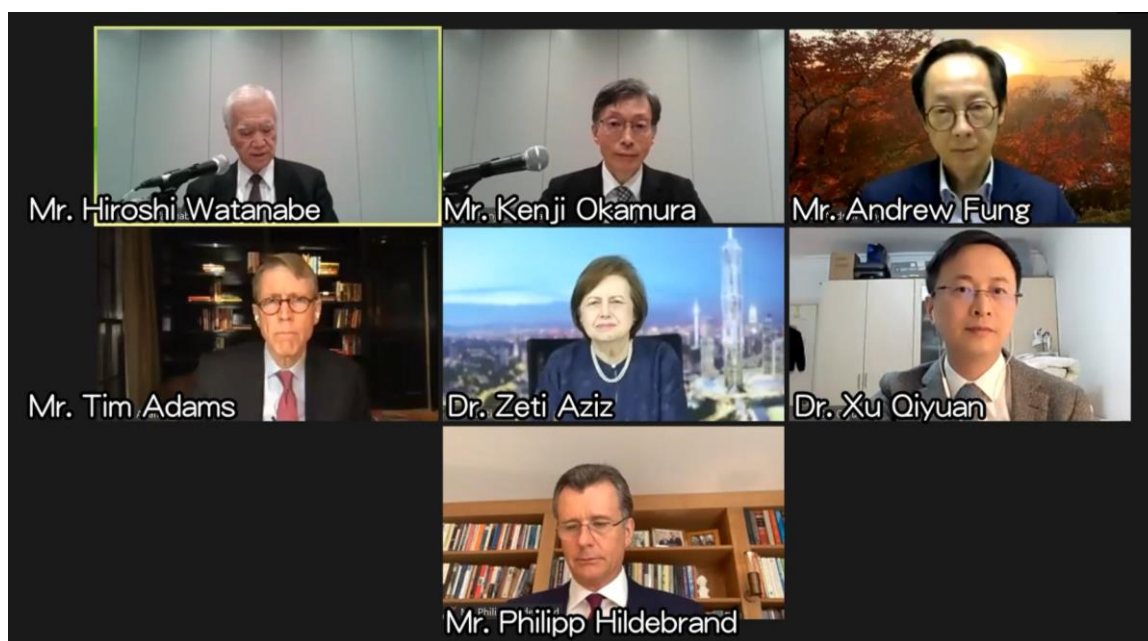 Mr. Hiroshi Watanabe
Mr. Kenji Okamura
Mr. Andrew Fung
Mr. Tim Adams
Dr. Zeti Aziz
Dr. Xu Qiyuan
Mr. Philipp Hildebrand